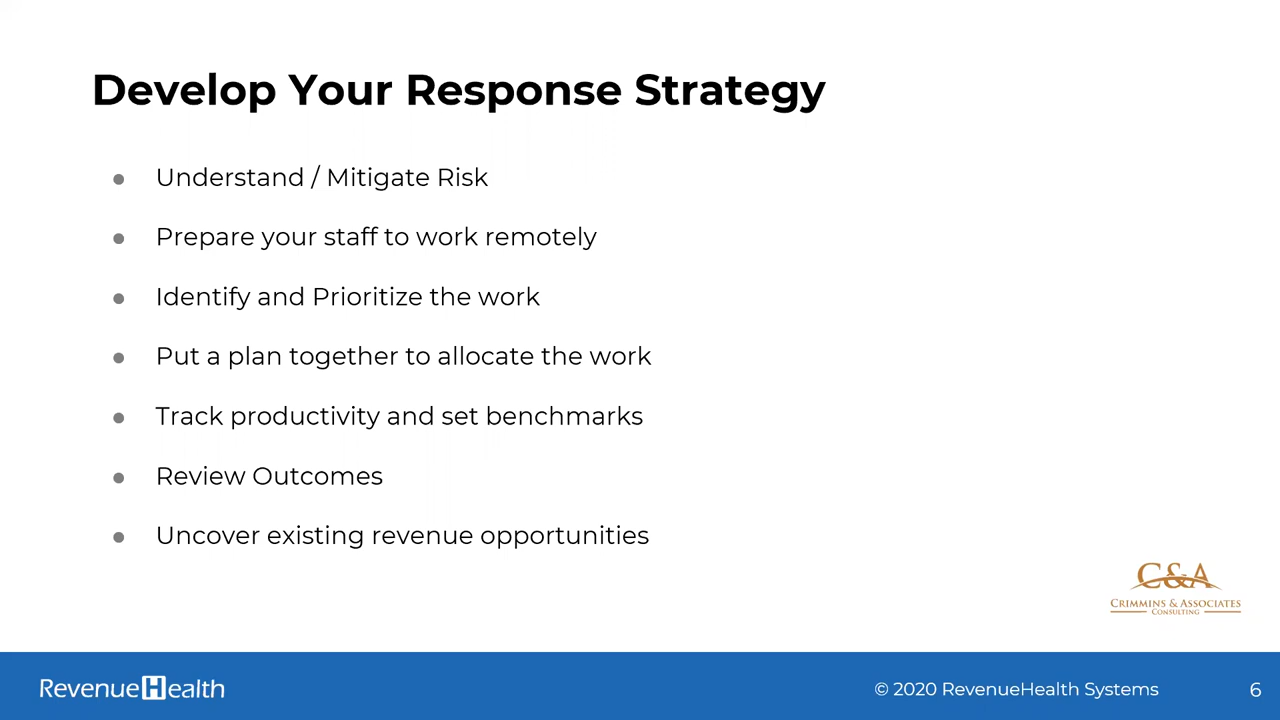 Develop Your Response Strategy
● Understand / Mitigate Risk
● Prepare your staff to work remotely
● Identify and Prioritize the work
● Put a plan together to allocate the work
● Track productivity and set benchmarks
● Review Outcomes
● Uncover existing revenue opportunities
C&A
CRIMMINS & ASSOCIATES
CONSULTING
RevenueHealth
© 2020 RevenueHealth Systems
6